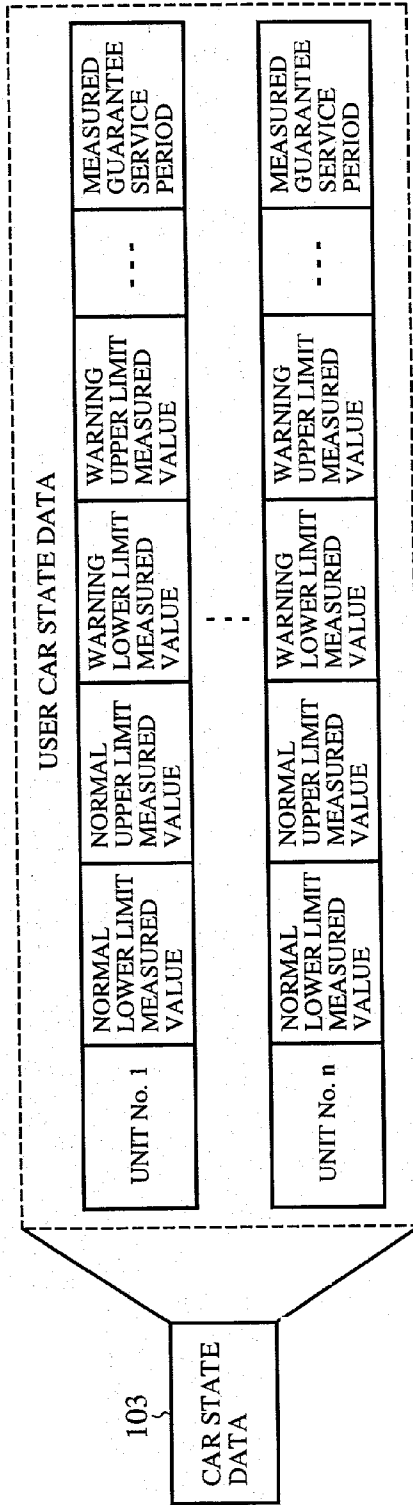 103
CAR STATE
DATA
USER CAR STATE DATA
UNIT No. 1
NORMAL
LOWER LIMIT
MEASURED
VALUE
NORMAL
UPPER LIMIT
MEASURED
VALUE
WARNING
LOWER LIMIT
MEASURED
VALUE
WARNING
UPPER LIMIT
MEASURED
VALUE
- - -
MEASURED
GUARANTEE
SERVICE
PERIOD
- - - -
UNIT No. n
NORMAL
LOWER LIMIT
MEASURED
VALUE
NORMAL
UPPER LIMIT
MEASURED
VALUE
WARNING
LOWER LIMIT
MEASURED
VALUE
WARNING
UPPER LIMIT
MEASURED
VALUE
- - -
MEASURED
GUARANTEE
SERVICE
PERIOD